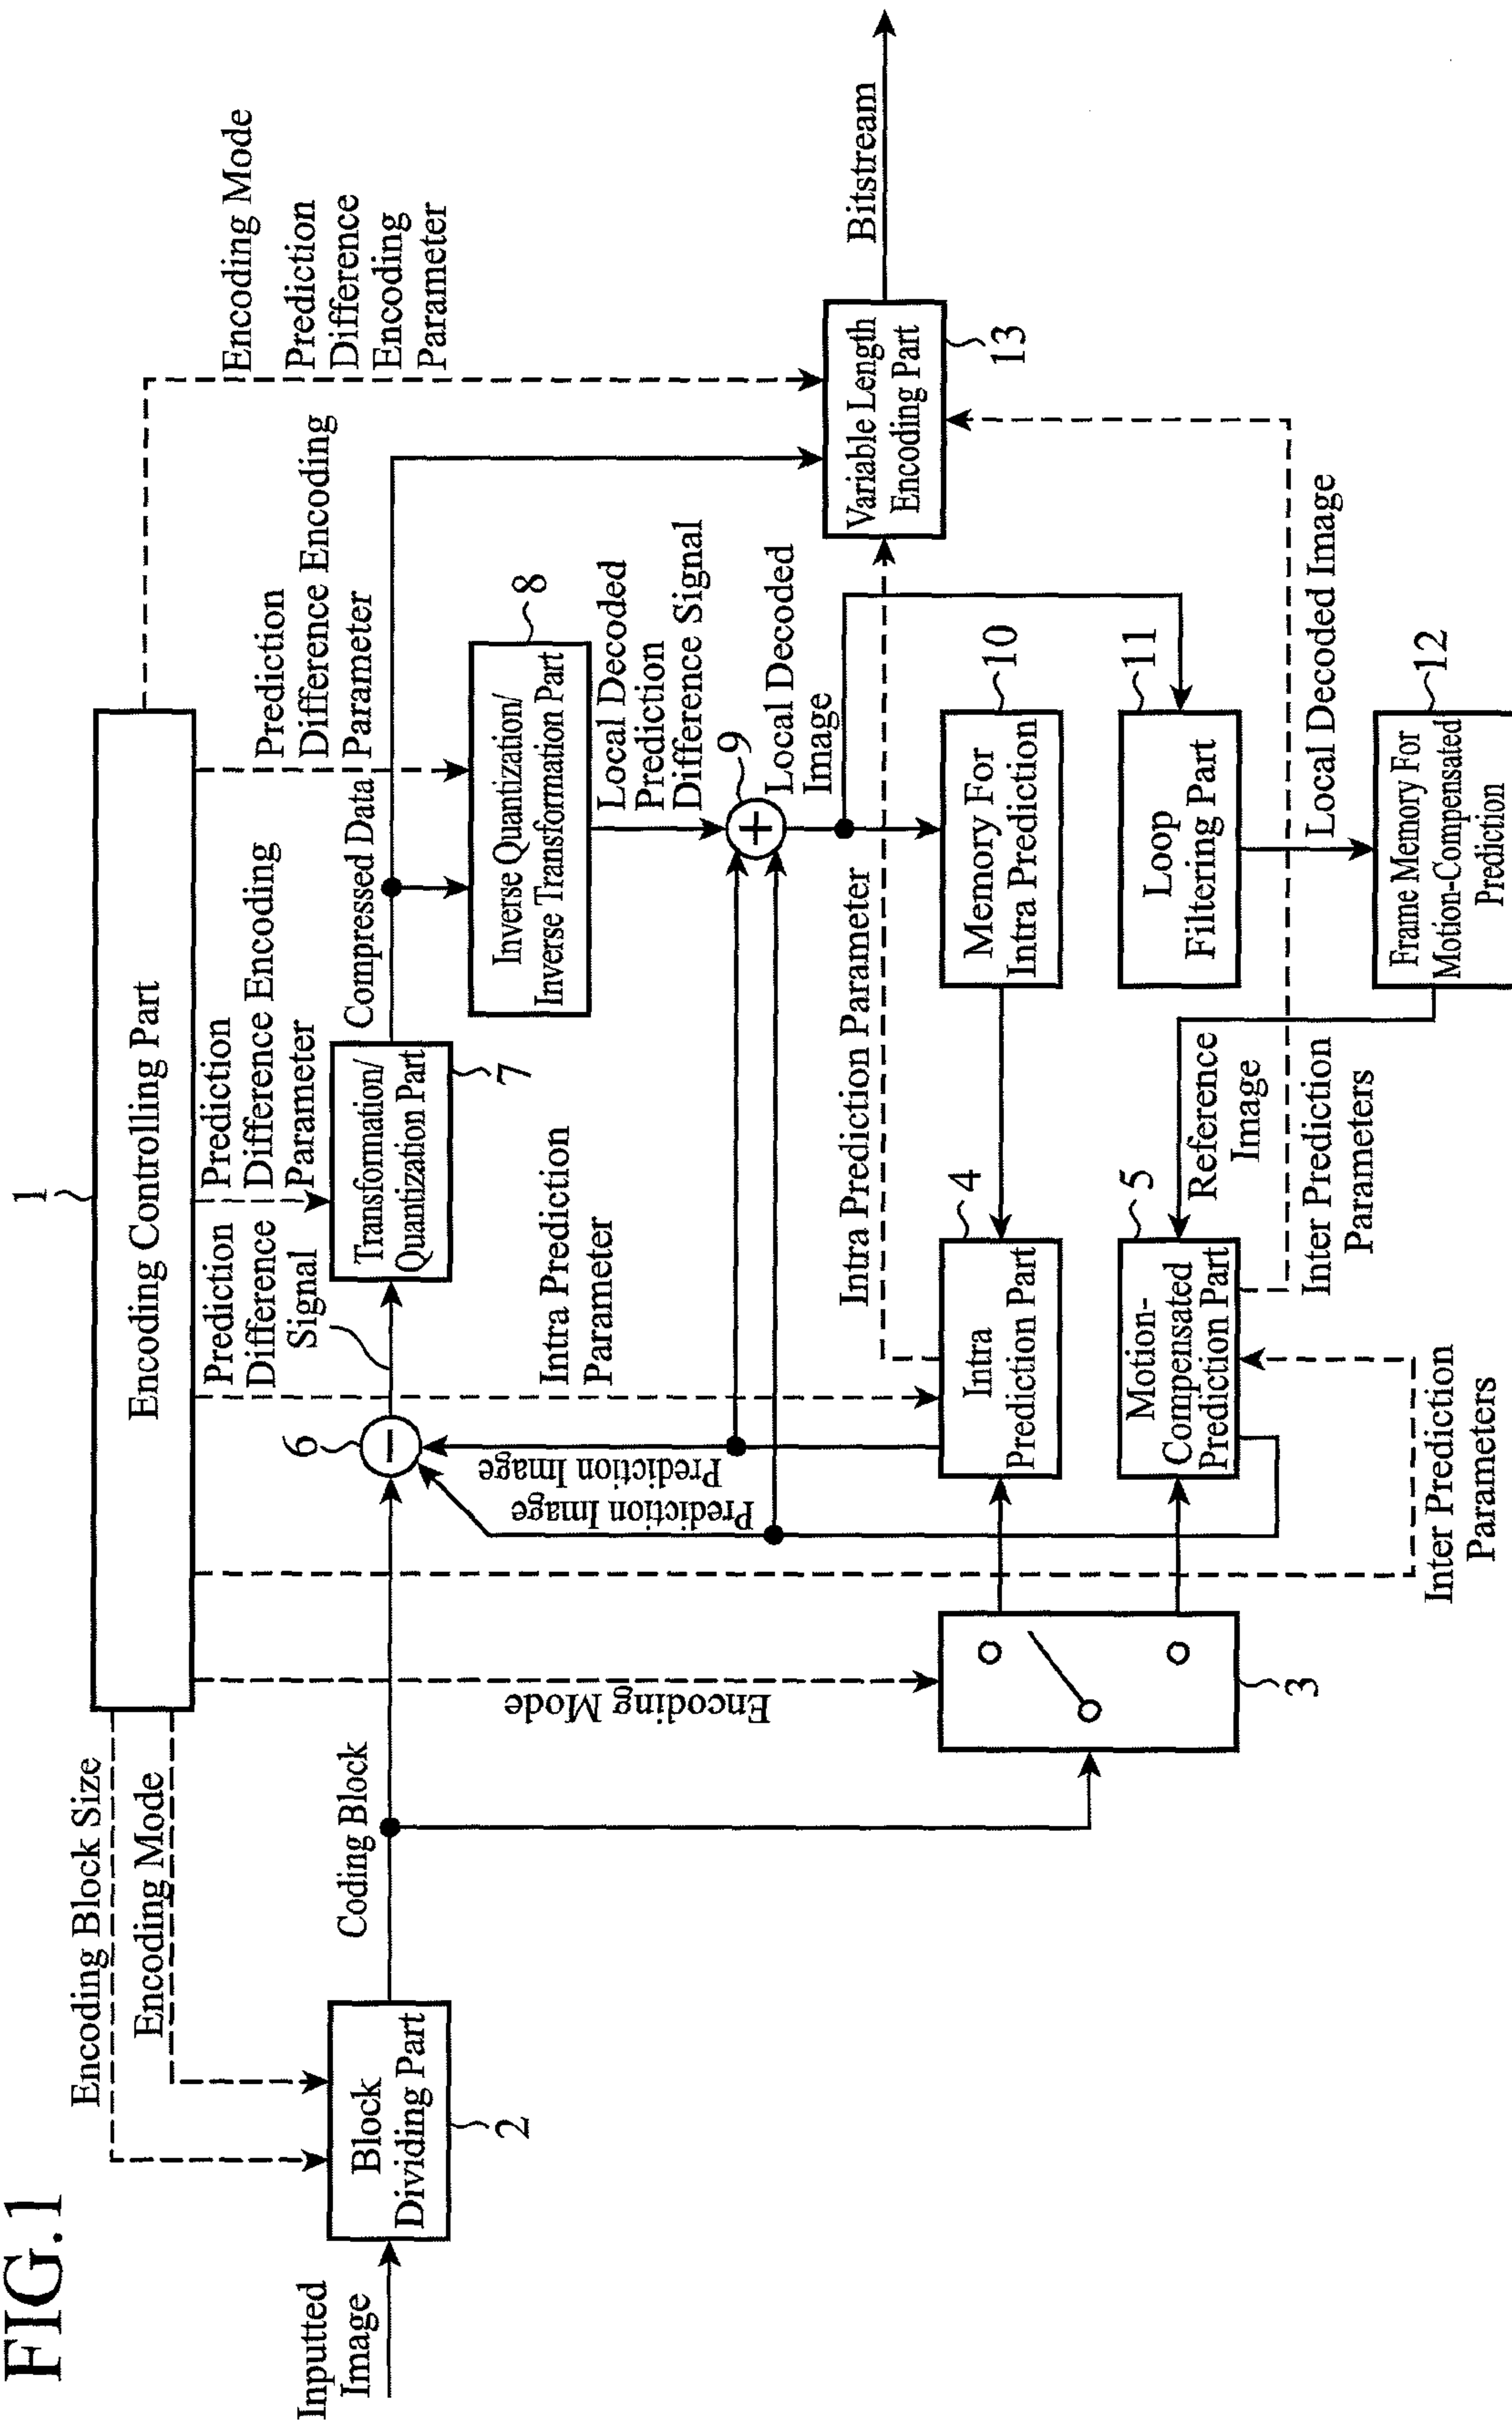 FIG.1
1
Encoding Controlling Part
Encoding Block Size
Encoding Mode
Inputted
Image
Block
Dividing Part
2
Coding Block
Encoding Mode
3
6
Prediction
Difference
Signal
Prediction
Difference Encoding
Parameter
Transformation/
Quantization Part
7
Compressed Data
Prediction
Difference Encoding
Parameter
Encoding Mode
Prediction
Difference
Encoding
Parameter
Inverse Quantization/
Inverse Transformation Part
8
Local Decoded
Prediction
Difference Signal
9
Local Decoded
Image
Intra Prediction
Parameter
Prediction Image
Prediction Image
Intra Prediction Parameter
Variable Length
Encoding Part
13
Bitstream
Intra
Prediction Part
4
Memory For
Intra Prediction
10
Motion-
Compensated
Prediction Part
5
Loop
Filtering Part
11
Reference
Image
Local Decoded Image
Inter Prediction
Parameters
Frame Memory For
Motion-Compensated
Prediction
12
Inter Prediction
Parameters